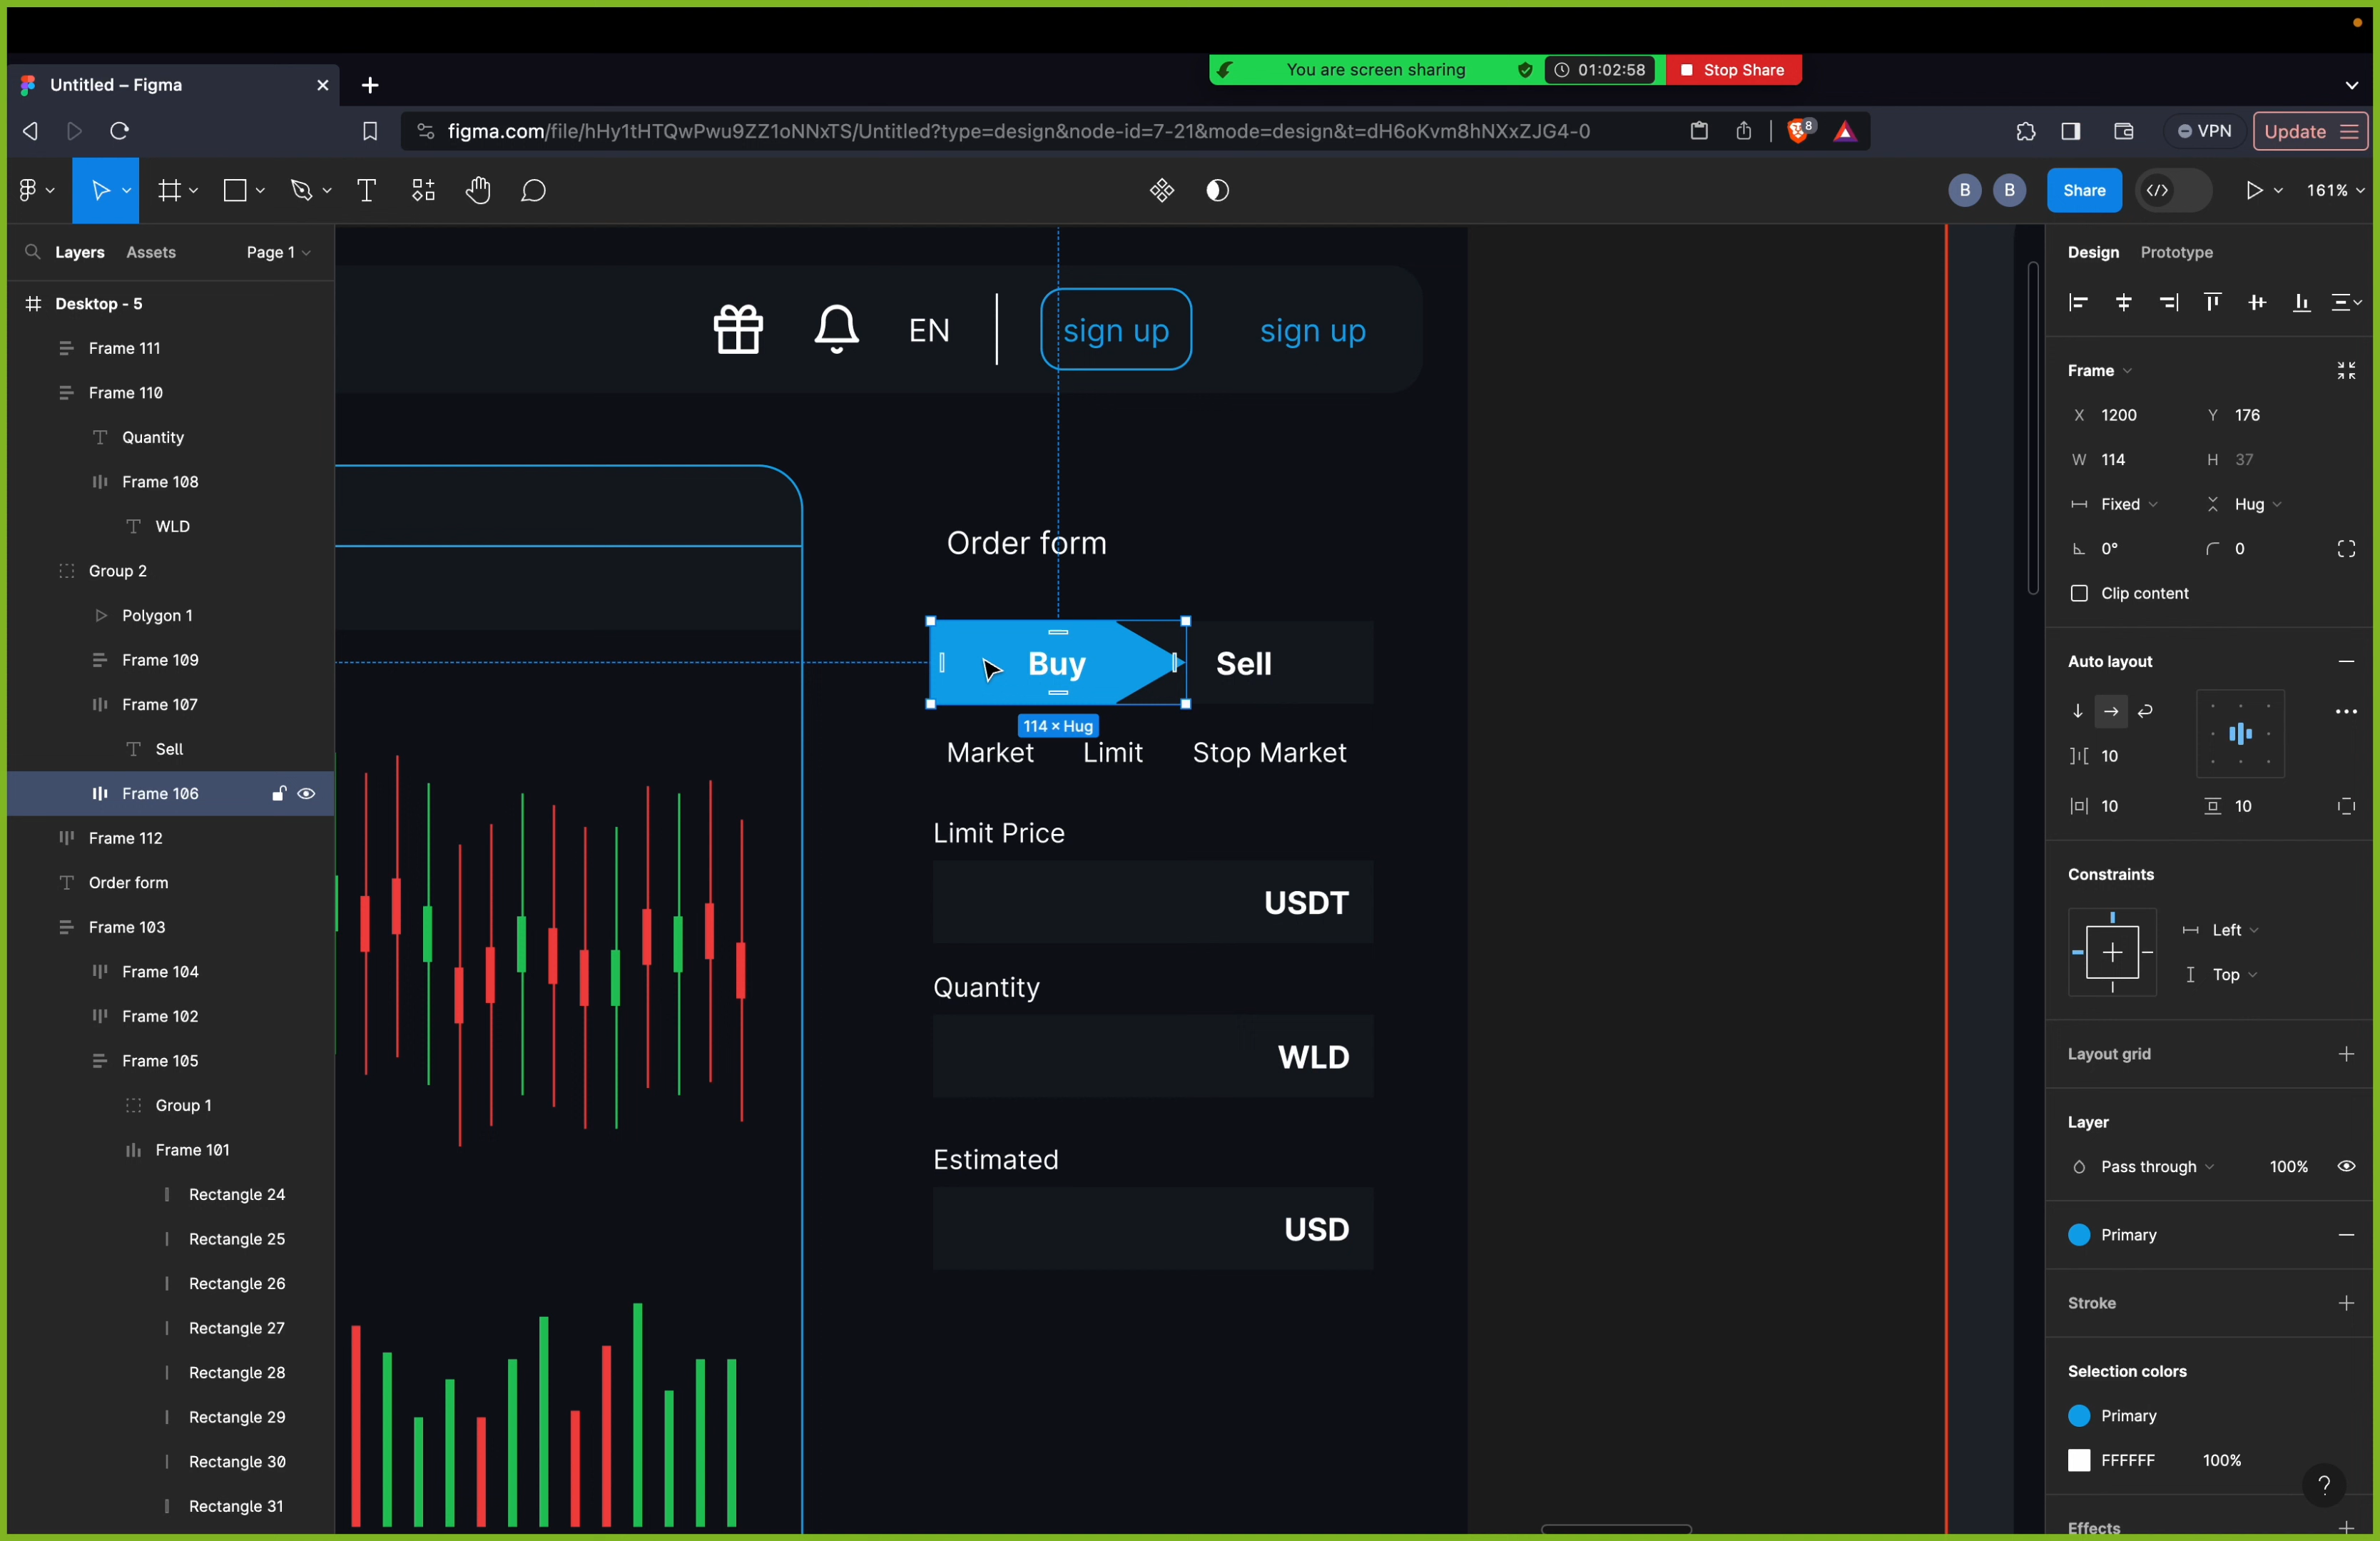 You are screen sharing
01:02:58
Stop Share
Untitled – Figma
figma.com/file/hHy1tHTQwPwu9ZZ1oNNxTS/Untitled?type=design&node-id=7-21&mode=design&t=dH6oKvm8hNXxZJG4-0
8
VPN
Update
B
B
Share
161%
Layers
Assets
Page 1
Desktop - 5
Frame 111
Frame 110
Quantity
Frame 108
WLD
Group 2
Polygon 1
Frame 109
Frame 107
Sell
Frame 106
Frame 112
Order form
Frame 103
Frame 104
Frame 102
Frame 105
Group 1
Frame 101
Rectangle 24
Rectangle 25
Rectangle 26
Rectangle 27
Rectangle 28
Rectangle 29
Rectangle 30
Rectangle 31
EN
sign up
sign up
Order form
Buy
Sell
114 × Hug
Market
Limit
Stop Market
Limit Price
USDT
Quantity
WLD
Estimated
USD
Design
Prototype
Frame
X 1200
Y 176
W 114
H 37
Fixed
Hug
0°
0
Clip content
Auto layout
10
10
10
Constraints
Left
Top
Layout grid
Layer
Pass through
100%
Primary
Stroke
Selection colors
Primary
FFFFFF
100%
?
Effects